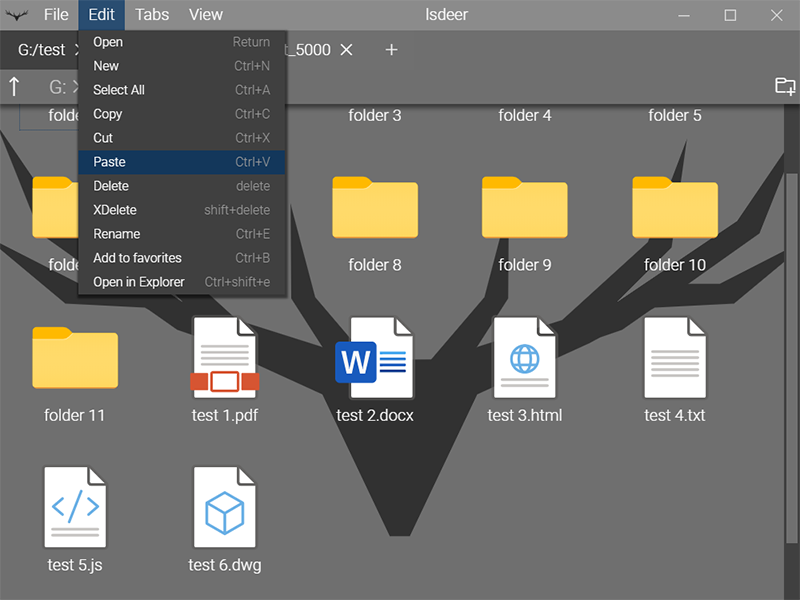 File Edit Tabs View lsdeer
G:/test t_5000
G:
Open Return
New Ctrl+N
Select All Ctrl+A
Copy Ctrl+C
Cut Ctrl+X
Paste Ctrl+V
Delete delete
XDelete shift+delete
Rename Ctrl+E
Add to favorites Ctrl+B
Open in Explorer Ctrl+shift+e
folder 3 folder 4 folder 5
folder 8 folder 9 folder 10
folder 11 test 1.pdf test 2.docx test 3.html test 4.txt
W
test 5.js test 6.dwg